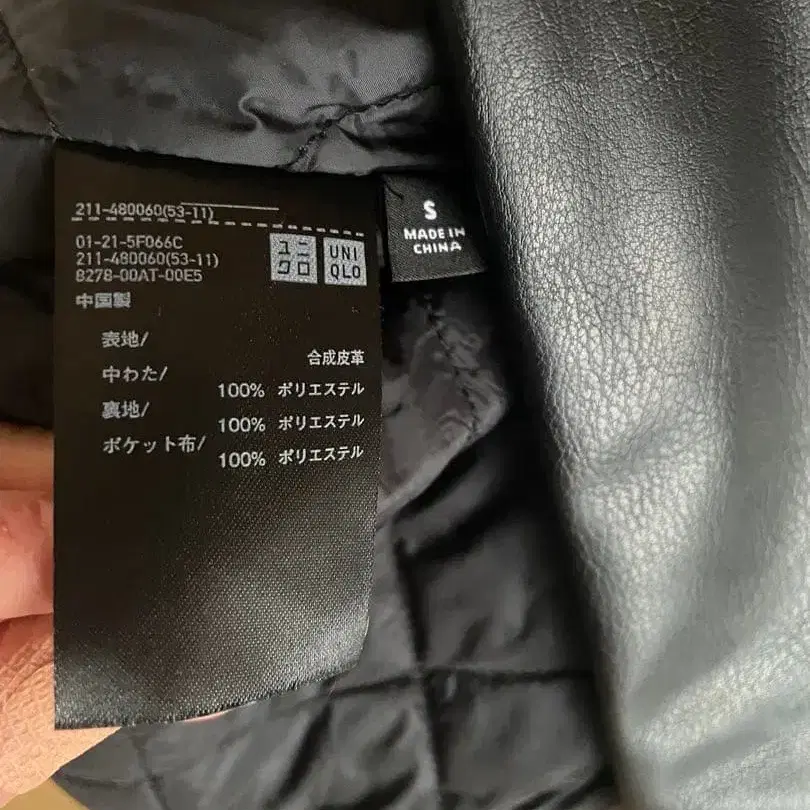 211-480060(53-11)
01-21-5F066C
211-480060(53-11)
8278-00AT-00E5
ユニ
クロ
UNI
QLO
中国製
表地/
合成皮革
中わた/
100% ポリエステル
裏地/
100% ポリエステル
ポケット布/
100% ポリエステル
S
MADE IN
CHINA